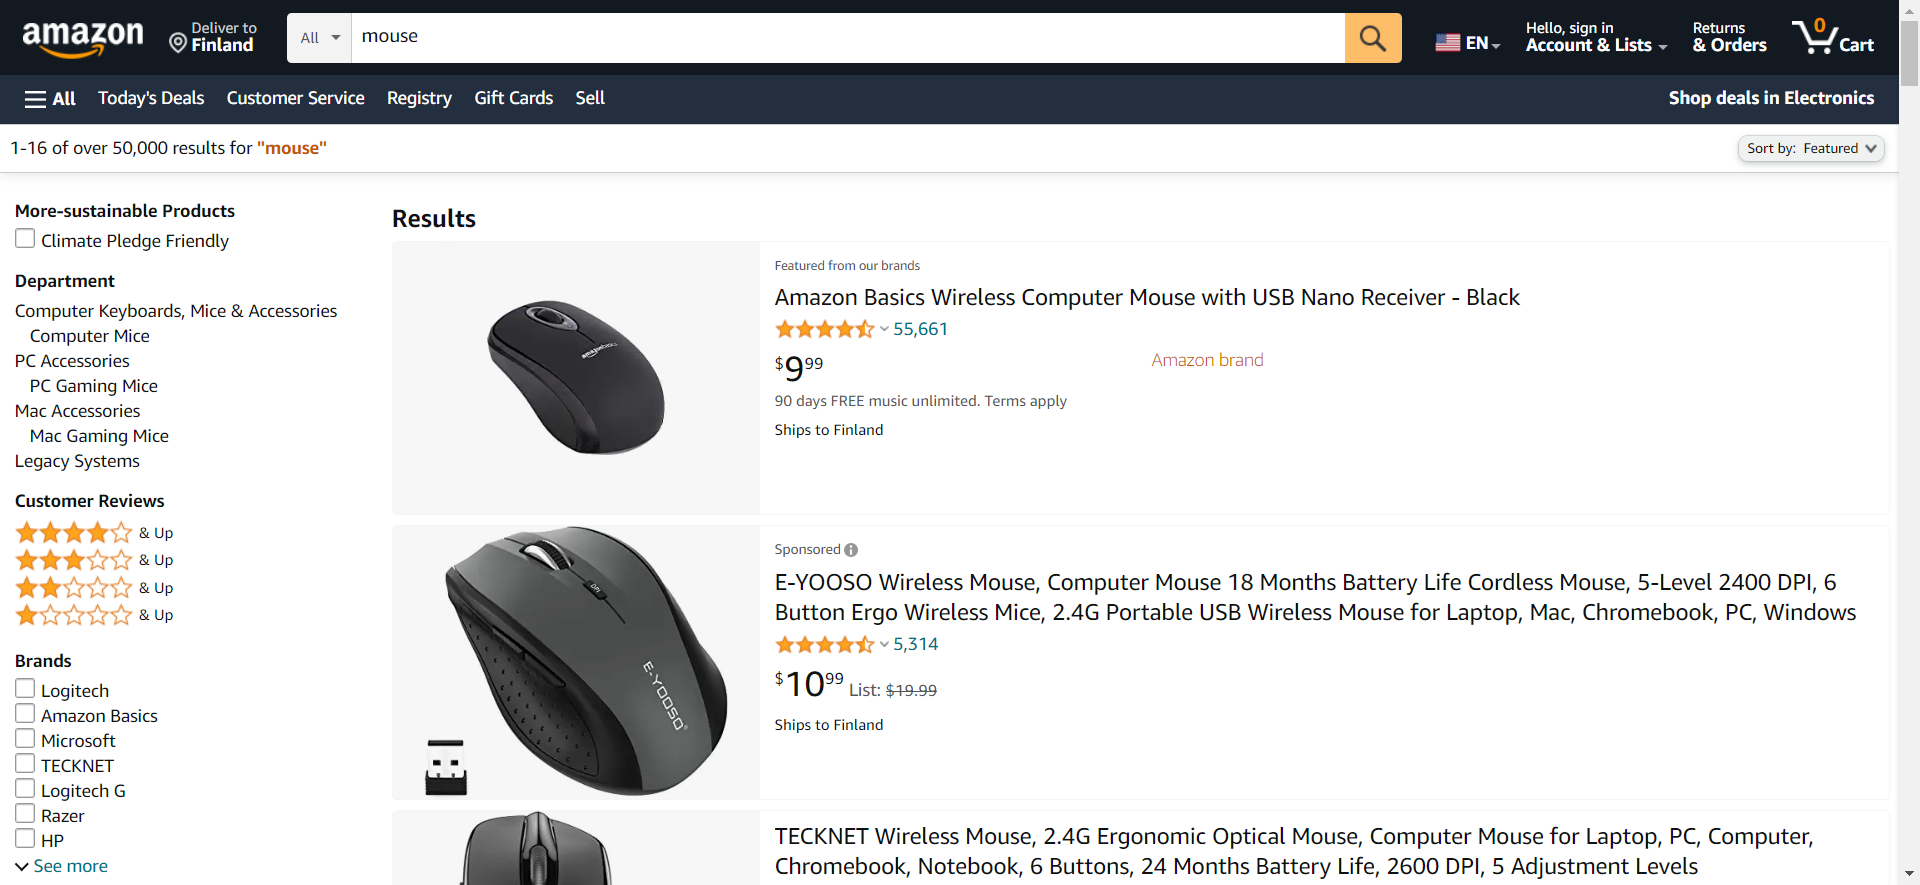 amazon
Deliver to
Finland
All
mouse
EN
Hello, sign in
Account & Lists
Returns
& Orders
0
Cart
All
Today's Deals
Customer Service
Registry
Gift Cards
Sell
Shop deals in Electronics
1-16 of over 50,000 results for "mouse"
Sort by: Featured
More-sustainable Products
Climate Pledge Friendly
Department
Computer Keyboards, Mice & Accessories
Computer Mice
PC Accessories
PC Gaming Mice
Mac Accessories
Mac Gaming Mice
Legacy Systems
Customer Reviews
& Up
& Up
& Up
& Up
Brands
Logitech
Amazon Basics
Microsoft
TECKNET
Logitech G
Razer
HP
See more
Results
amazonbasics
Featured from our brands
Amazon Basics Wireless Computer Mouse with USB Nano Receiver - Black
55,661
$9.99
Amazon brand
90 days FREE music unlimited. Terms apply
Ships to Finland
DPI
E-YOOSO®
Sponsored
E-YOOSO Wireless Mouse, Computer Mouse 18 Months Battery Life Cordless Mouse, 5-Level 2400 DPI, 6
Button Ergo Wireless Mice, 2.4G Portable USB Wireless Mouse for Laptop, Mac, Chromebook, PC, Windows
5,314
$10.99 List: $19.99
Ships to Finland
TECKNET Wireless Mouse, 2.4G Ergonomic Optical Mouse, Computer Mouse for Laptop, PC, Computer,
Chromebook, Notebook, 6 Buttons, 24 Months Battery Life, 2600 DPI, 5 Adjustment Levels